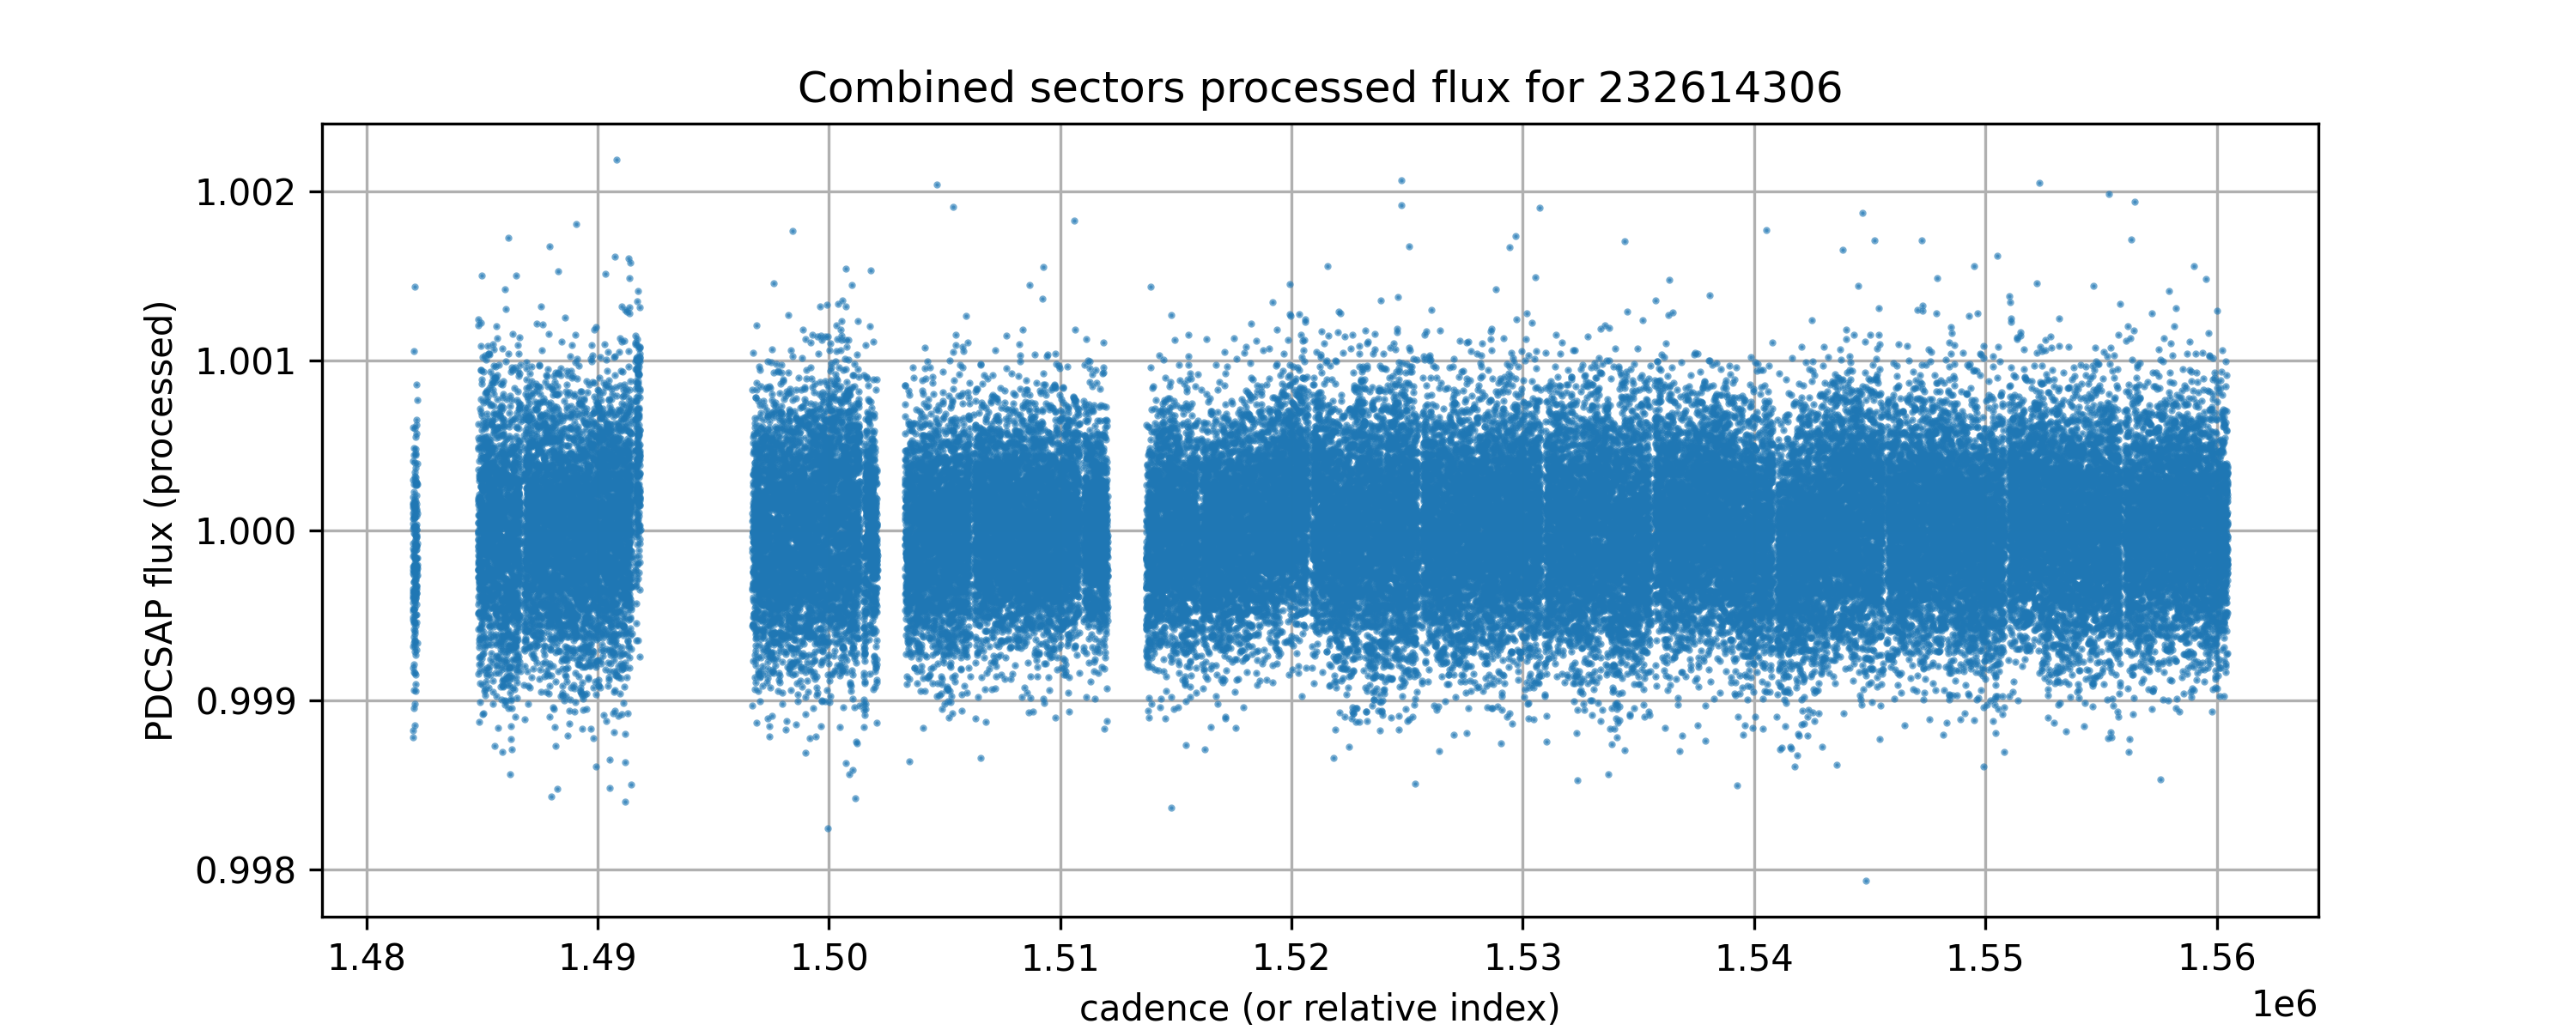 Combined sectors processed flux for 232614306
PDCSAP flux (processed)
1.002
1.001
1.000
0.999
0.998
1.48 1.49 1.50 1.51 1.52 1.53 1.54 1.55 1.56
1e6
cadence (or relative index)